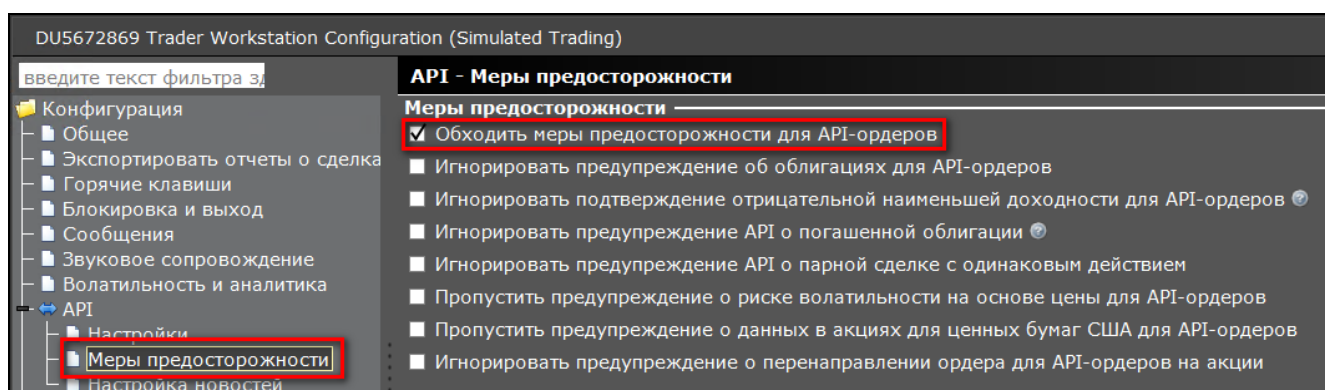 DU5672869 Trader Workstation Configuration (Simulated Trading)
введите текст фильтра зд
Конфигурация
Общее
Экспортировать отчеты о сделка
Горячие клавиши
Блокировка и выход
Сообщения
Звуковое сопровождение
Волатильность и аналитика
API
Настройки
Меры предосторожности
Настройка новостей
API - Меры предосторожности
Меры предосторожности
Обходить меры предосторожности для API-ордеров
Игнорировать предупреждение об облигациях для API-ордеров
Игнорировать подтверждение отрицательной наименьшей доходности для API-ордеров
Игнорировать предупреждение API о погашенной облигации
Игнорировать предупреждение API о парной сделке с одинаковым действием
Пропустить предупреждение о риске волатильности на основе цены для API-ордеров
Пропустить предупреждение о данных в акциях для ценных бумаг США для API-ордеров
Игнорировать предупреждение о перенаправлении ордера для API-ордеров на акции